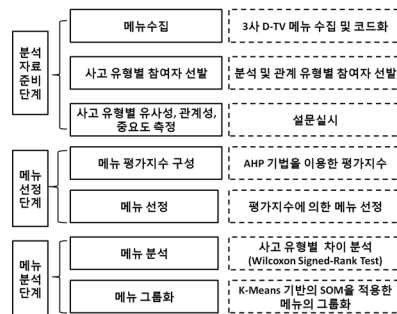 분석
자료
준비
단계
메뉴수집
3사 D-TV 메뉴 수집 및 코드화
사고 유형별 참여자 선발
분석 및 관계 유형별 참여자 선발
사고 유형별 유사성, 관계성,
중요도 측정
설문실시
메뉴
선정
단계
메뉴 평가지수 구성
AHP 기법을 이용한 평가지수
메뉴 선정
평가지수에 의한 메뉴 선정
메뉴
분석
단계
메뉴 분석
사고 유형별 차이 분석
(Wilcoxon Signed-Rank Test)
메뉴 그룹화
K-Means 기반의 SOM을 적용한
메뉴의 그룹화